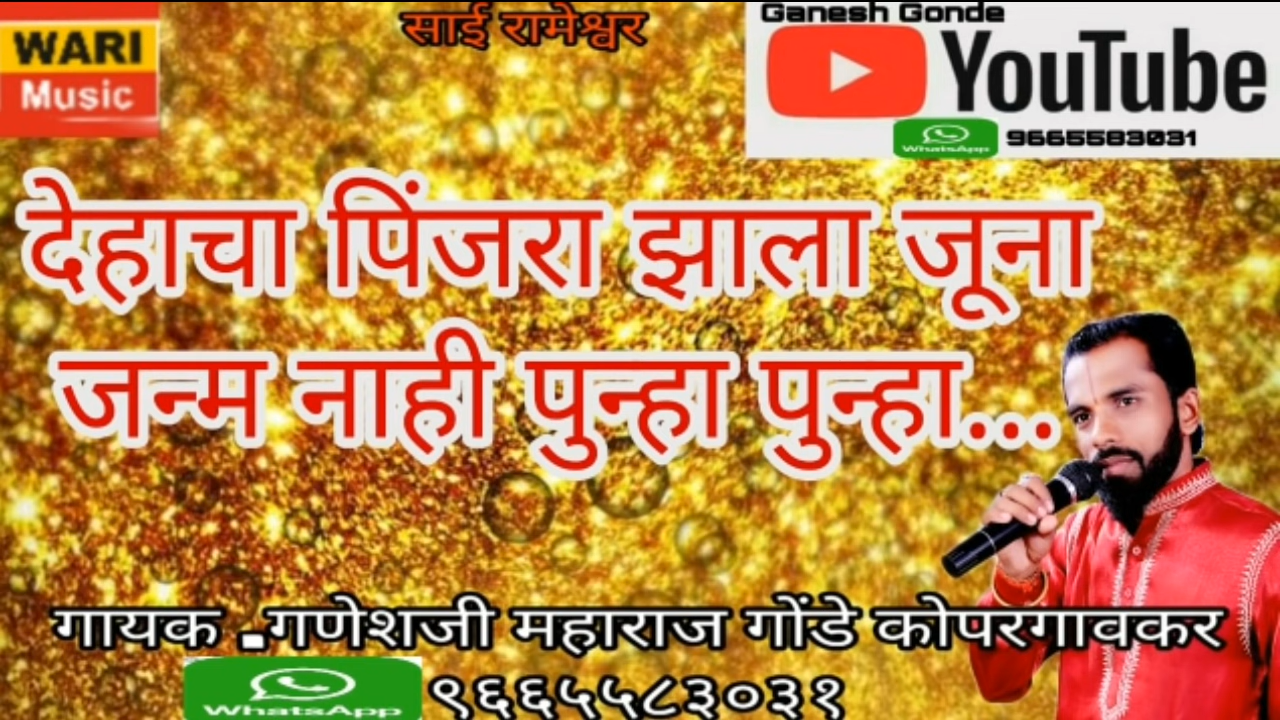 WARI
Music
साई रामेश्वर
Ganesh Gonde
YouTube
WhatsApp 9665583031
देहाचा पिंजरा झाला जूना
जन्म नाही पुन्हा पुन्हा...
गायक -गणेशजी महाराज गोंडे कोपरगावकर
WhatsApp ९६६५५८३०३१